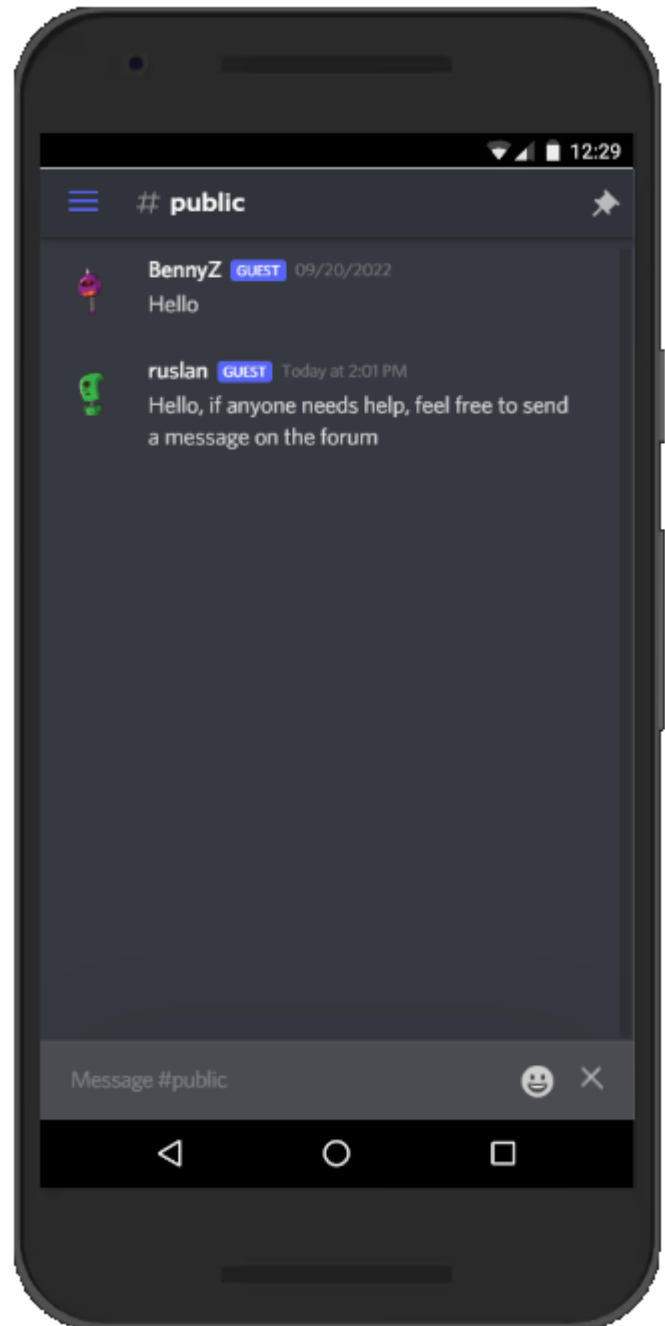 12:29
# public
BennyZ GUEST 09/20/2022
Hello
ruslan GUEST Today at 2:01 PM
Hello, if anyone needs help, feel free to send
a message on the forum
Message #public